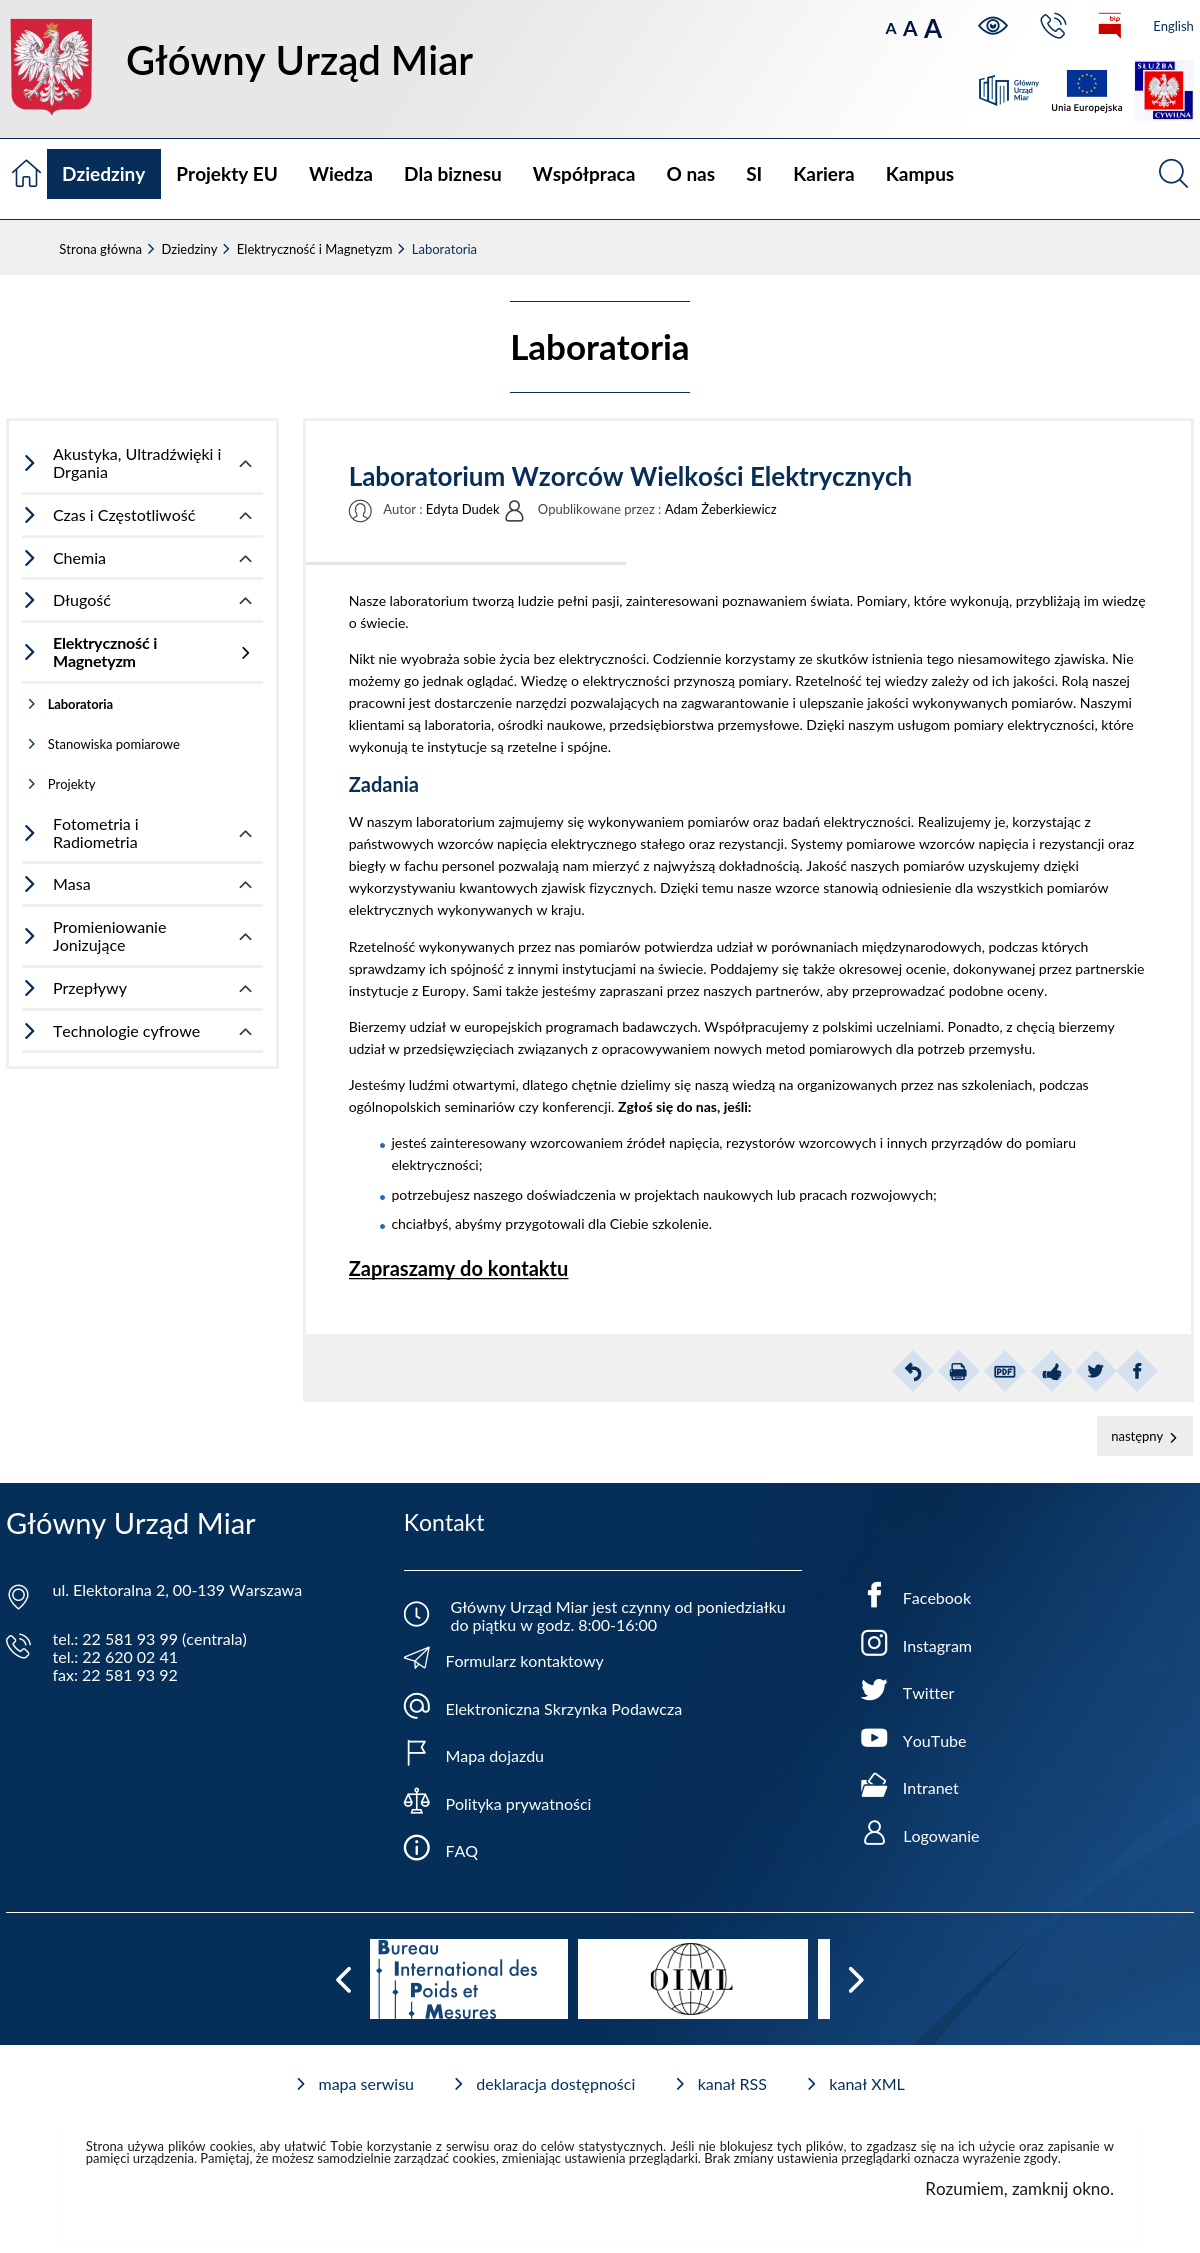 Główny Urząd Miar
A A A
bip
English
Główny
Urząd
Miar
Unia Europejska
SŁUŻBA
CYWILNA
Dziedziny Projekty EU Wiedza Dla biznesu Współpraca O nas SI Kariera Kampus
Strona główna Dziedziny Elektryczność i Magnetyzm Laboratoria
Laboratoria
Akustyka, Ultradźwięki i
Drgania
Czas i Częstotliwość
Chemia
Długość
Elektryczność i
Magnetyzm
Laboratoria
Stanowiska pomiarowe
Projekty
Fotometria i
Radiometria
Masa
Promieniowanie
Jonizujące
Przepływy
Technologie cyfrowe
Laboratorium Wzorców Wielkości Elektrycznych
Autor : Edyta Dudek Opublikowane przez : Adam Żeberkiewicz
Nasze laboratorium tworzą ludzie pełni pasji, zainteresowani poznawaniem świata. Pomiary, które wykonują, przybliżają im wiedzę
o świecie.
Nikt nie wyobraża sobie życia bez elektryczności. Codziennie korzystamy ze skutków istnienia tego niesamowitego zjawiska. Nie
możemy go jednak oglądać. Wiedzę o elektryczności przynoszą pomiary. Rzetelność tej wiedzy zależy od ich jakości. Rolą naszej
pracowni jest dostarczenie narzędzi pozwalających na zagwarantowanie i ulepszanie jakości wykonywanych pomiarów. Naszymi
klientami są laboratoria, ośrodki naukowe, przedsiębiorstwa przemysłowe. Dzięki naszym usługom pomiary elektryczności, które
wykonują te instytucje są rzetelne i spójne.
Zadania
W naszym laboratorium zajmujemy się wykonywaniem pomiarów oraz badań elektryczności. Realizujemy je, korzystając z
państwowych wzorców napięcia elektrycznego stałego oraz rezystancji. Systemy pomiarowe wzorców napięcia i rezystancji oraz
biegły w fachu personel pozwalają nam mierzyć z najwyższą dokładnością. Jakość naszych pomiarów uzyskujemy dzięki
wykorzystywaniu kwantowych zjawisk fizycznych. Dzięki temu nasze wzorce stanowią odniesienie dla wszystkich pomiarów
elektrycznych wykonywanych w kraju.
Rzetelność wykonywanych przez nas pomiarów potwierdza udział w porównaniach międzynarodowych, podczas których
sprawdzamy ich spójność z innymi instytucjami na świecie. Poddajemy się także okresowej ocenie, dokonywanej przez partnerskie
instytucje z Europy. Sami także jesteśmy zapraszani przez naszych partnerów, aby przeprowadzać podobne oceny.
Bierzemy udział w europejskich programach badawczych. Współpracujemy z polskimi uczelniami. Ponadto, z chęcią bierzemy
udział w przedsięwzięciach związanych z opracowywaniem nowych metod pomiarowych dla potrzeb przemysłu.
Jesteśmy ludźmi otwartymi, dlatego chętnie dzielimy się naszą wiedzą na organizowanych przez nas szkoleniach, podczas
ogólnopolskich seminariów czy konferencji. Zgłoś się do nas, jeśli:
jesteś zainteresowany wzorcowaniem źródeł napięcia, rezystorów wzorcowych i innych przyrządów do pomiaru
elektryczności;
potrzebujesz naszego doświadczenia w projektach naukowych lub pracach rozwojowych;
chciałbyś, abyśmy przygotowali dla Ciebie szkolenie.
Zapraszamy do kontaktu
PDF
następny
Główny Urząd Miar
ul. Elektoralna 2, 00-139 Warszawa
tel.: 22 581 93 99 (centrala)
tel.: 22 620 02 41
fax: 22 581 93 92
Kontakt
Główny Urząd Miar jest czynny od poniedziałku
do piątku w godz. 8:00-16:00
Formularz kontaktowy
Elektroniczna Skrzynka Podawcza
Mapa dojazdu
Polityka prywatności
FAQ
Facebook
Instagram
Twitter
YouTube
Intranet
Logowanie
Bureau
International des
Poids et
Mesures
OIML
mapa serwisu deklaracja dostępności kanał RSS kanał XML
Strona używa plików cookies, aby ułatwić Tobie korzystanie z serwisu oraz do celów statystycznych. Jeśli nie blokujesz tych plików, to zgadzasz się na ich użycie oraz zapisanie w
pamięci urządzenia. Pamiętaj, że możesz samodzielnie zarządzać cookies, zmieniając ustawienia przeglądarki. Brak zmiany ustawienia przeglądarki oznacza wyrażenie zgody.
Rozumiem, zamknij okno.